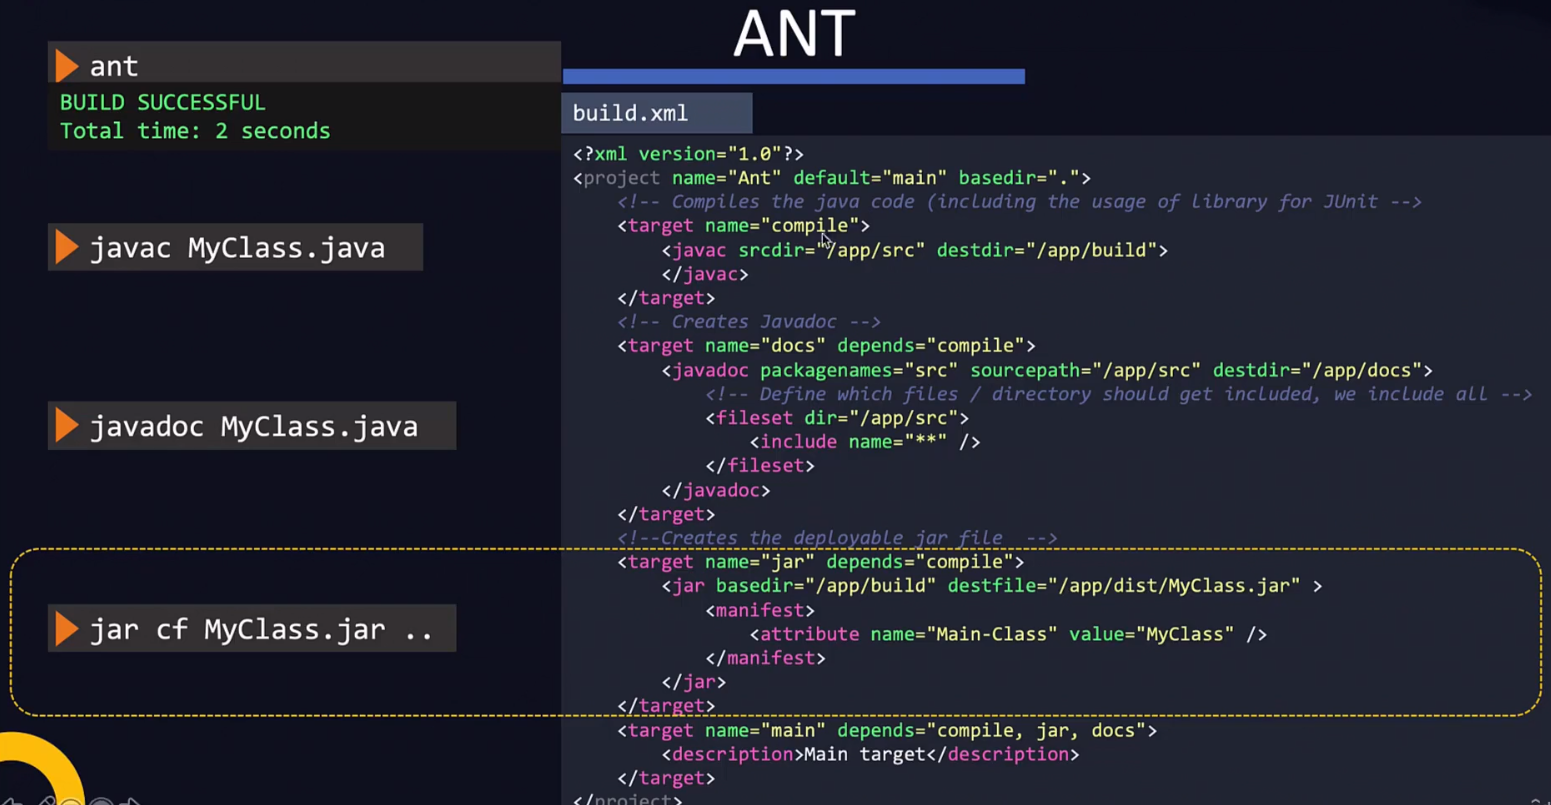 ANT
ant
BUILD SUCCESSFUL
Total time: 2 seconds
javac MyClass.java
javadoc MyClass.java
jar cf MyClass.jar ..
build.xml
<?xml version="1.0"?>
<project name="Ant" default="main" basedir=".">
<!-- Compiles the java code (including the usage of library for JUnit -->
<target name="compile">
<javac srcdir="/app/src" destdir="/app/build">
</javac>
</target>
<!-- Creates Javadoc -->
<target name="docs" depends="compile">
<javadoc packagenames="src" sourcepath="/app/src" destdir="/app/docs">
<!-- Define which files / directory should get included, we include all -->
<fileset dir="/app/src">
<include name="**" />
</fileset>
</javadoc>
</target>
<!--Creates the deployable jar file  -->
<target name="jar" depends="compile">
<jar basedir="/app/build" destfile="/app/dist/MyClass.jar" >
<manifest>
<attribute name="Main-Class" value="MyClass" />
</manifest>
</jar>
</target>
<target name="main" depends="compile, jar, docs">
<description>Main target</description>
</target>
</project>